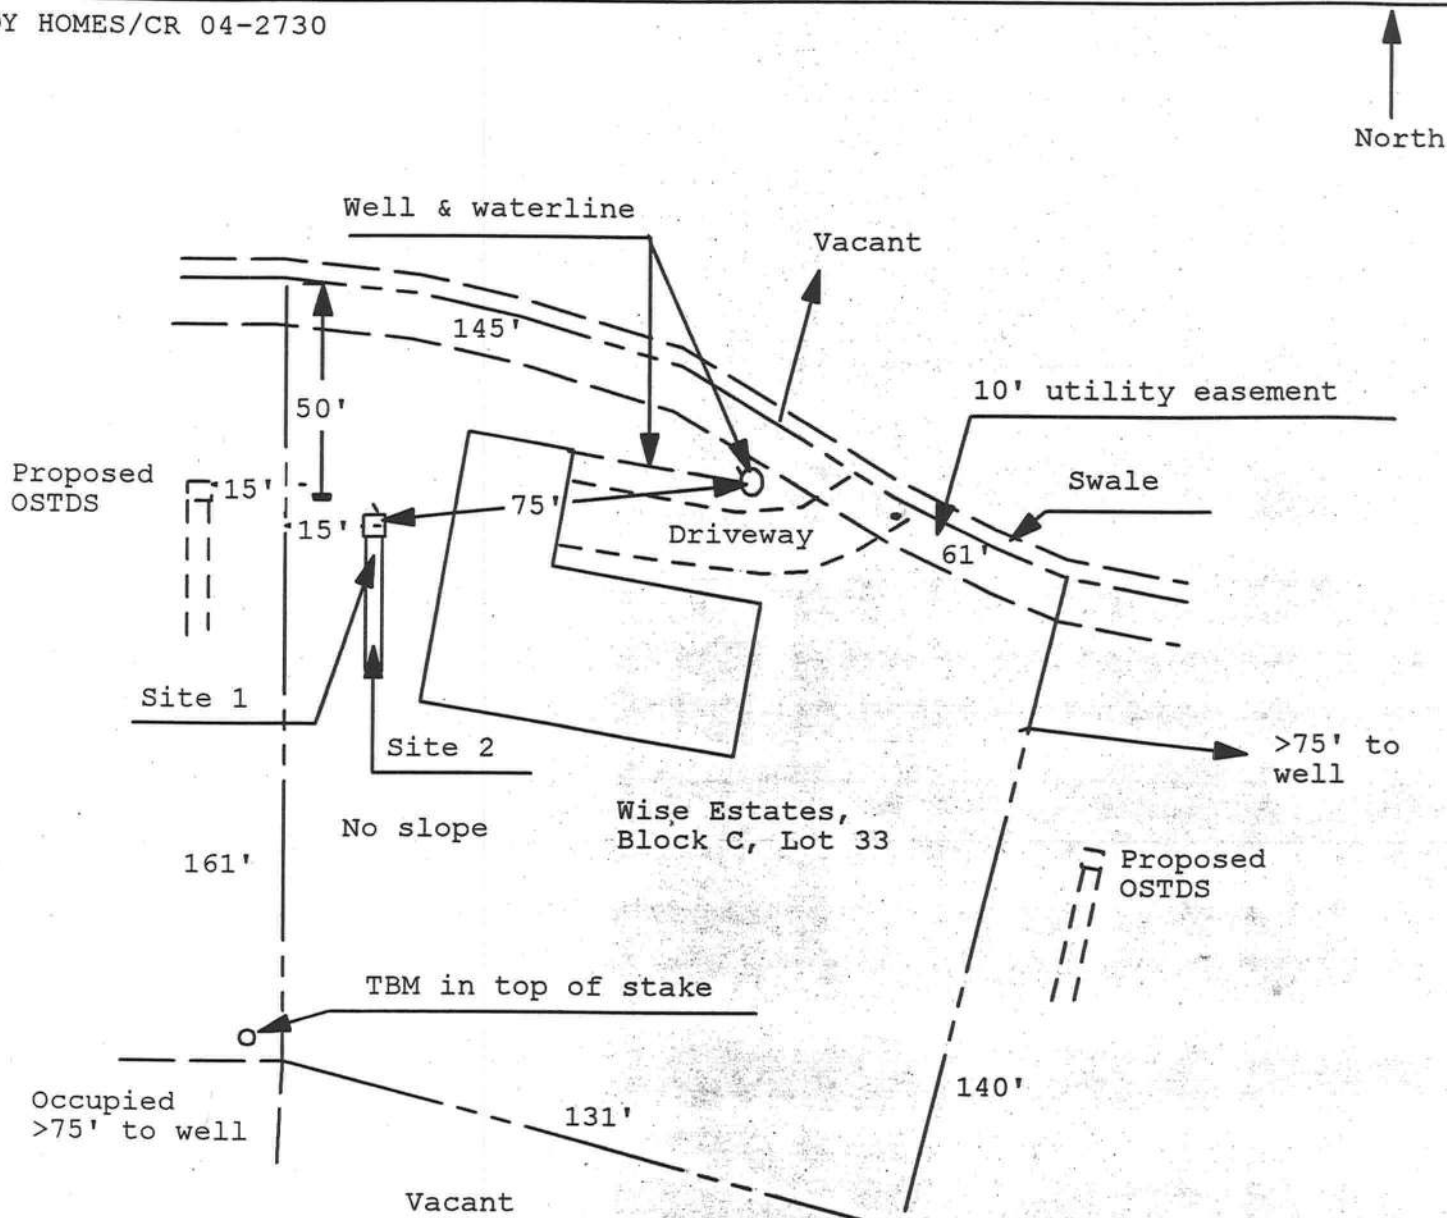 HOMES/CR 04-2730
North
Well & waterline
Vacant
145'
10' utility easement
50'
Proposed
OSTDS
15'
Swale
75'
15'
Driveway
61'
Site 1
Site 2
>75' to
well
Wise Estates,
Block C, Lot 33
No slope
161'
Proposed
OSTDS
TBM in top of stake
140'
Occupied
>75' to well
131'
Vacant